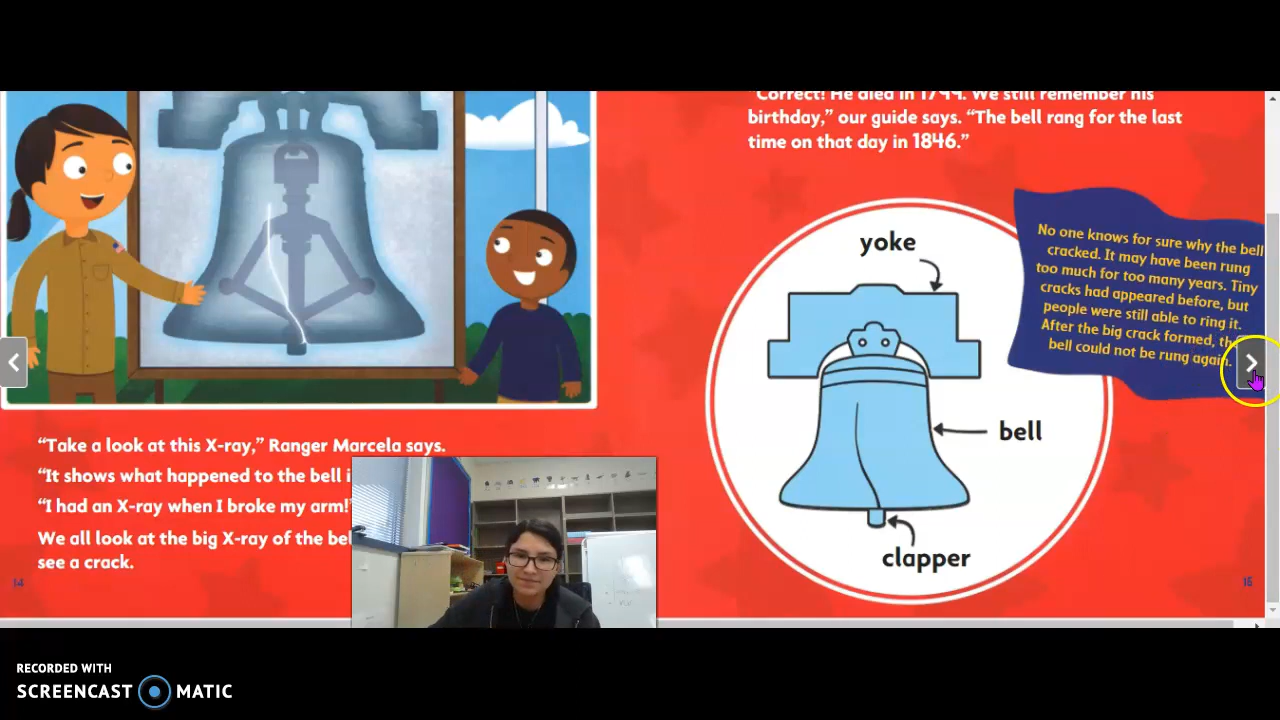 "Correct! He died in 1799. We still remember his
birthday," our guide says. "The bell rang for the last
time on that day in 1846."
yoke
No one knows for sure why the bell
cracked. It may have been rung
too much for too many years. Tiny
cracks had appeared before, but
people were still able to ring it.
After the big crack formed, the
bell could not be rung again.
bell
clapper
"Take a look at this X-ray," Ranger Marcela says.
"It shows what happened to the bell
"I had an X-ray when I broke my arm!
We all look at the big X-ray of the
see a crack.
14
15
RECORDED WITH
SCREENCAST MATIC